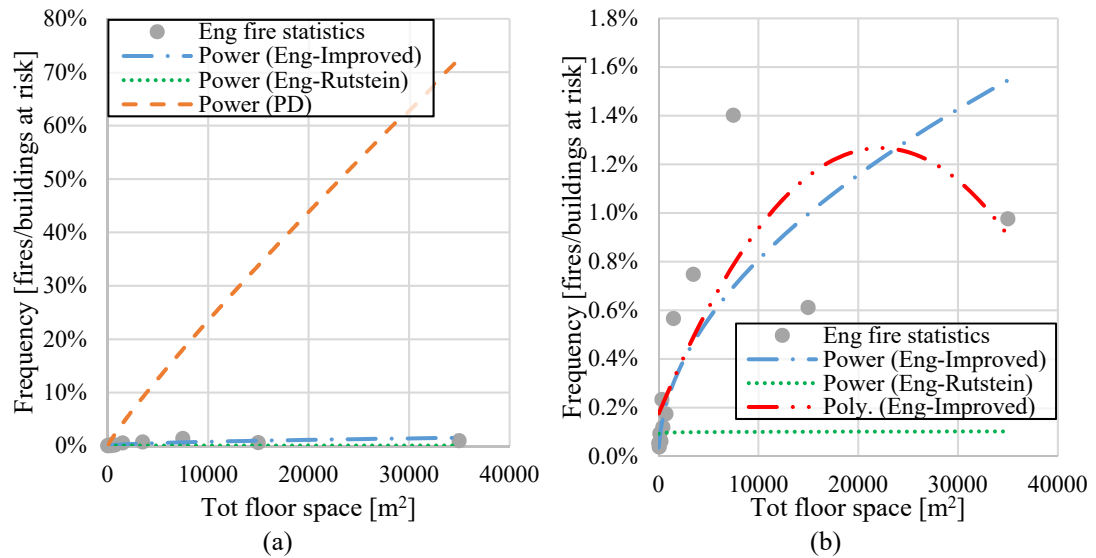 80%
70%
60%
50%
40%
30%
20%
10%
0%
Frequency [fires/buildings at risk]
Eng fire statistics
Power (Eng-Improved)
Power (Eng-Rutstein)
Power (PD)
0 10000 20000 30000 40000
Tot floor space [m²]
(a)
1.8%
1.6%
1.4%
1.2%
1.0%
0.8%
0.6%
0.4%
0.2%
0.0%
Frequency [fires/buildings at risk]
Eng fire statistics
Power (Eng-Improved)
Power (Eng-Rutstein)
Poly. (Eng-Improved)
0 10000 20000 30000 40000
Tot floor space [m²]
(b)